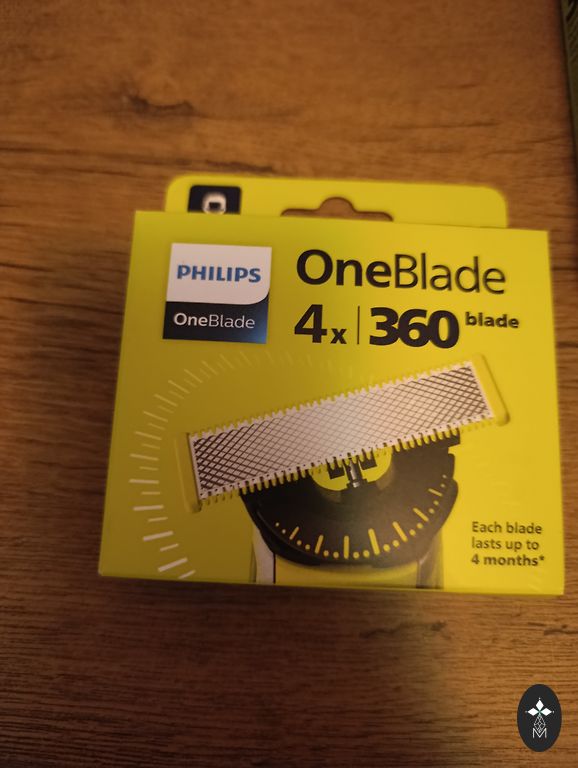 PHILIPS
OneBlade
OneBlade
4x | 360 blade
Each blade
lasts up to
4 months*
M